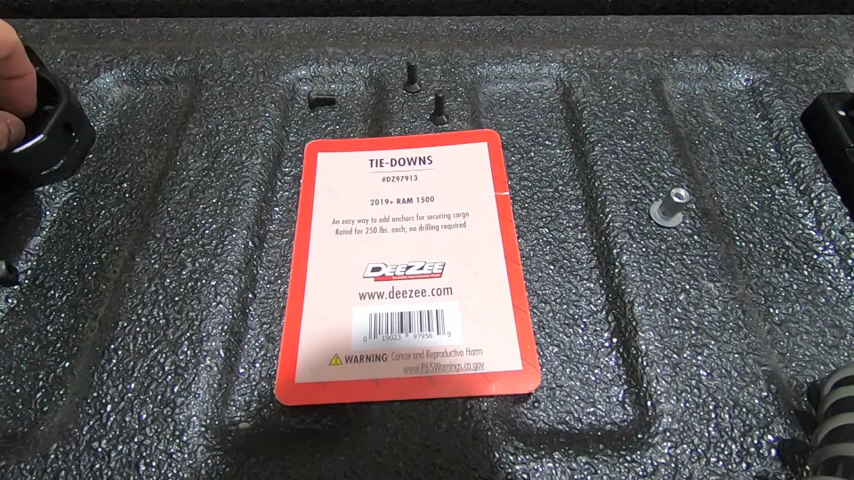 TIE-DOWNS
#DZ97913
2019+ RAM 1500
An easy way to add anchors for securing cargo
Rated for 250 lbs. each; no drilling required
DEEZEE
www.deezee.com
0 19023 97956 9
WARNING: Cancer and Reproductive Harm
www.P65Warnings.ca.gov